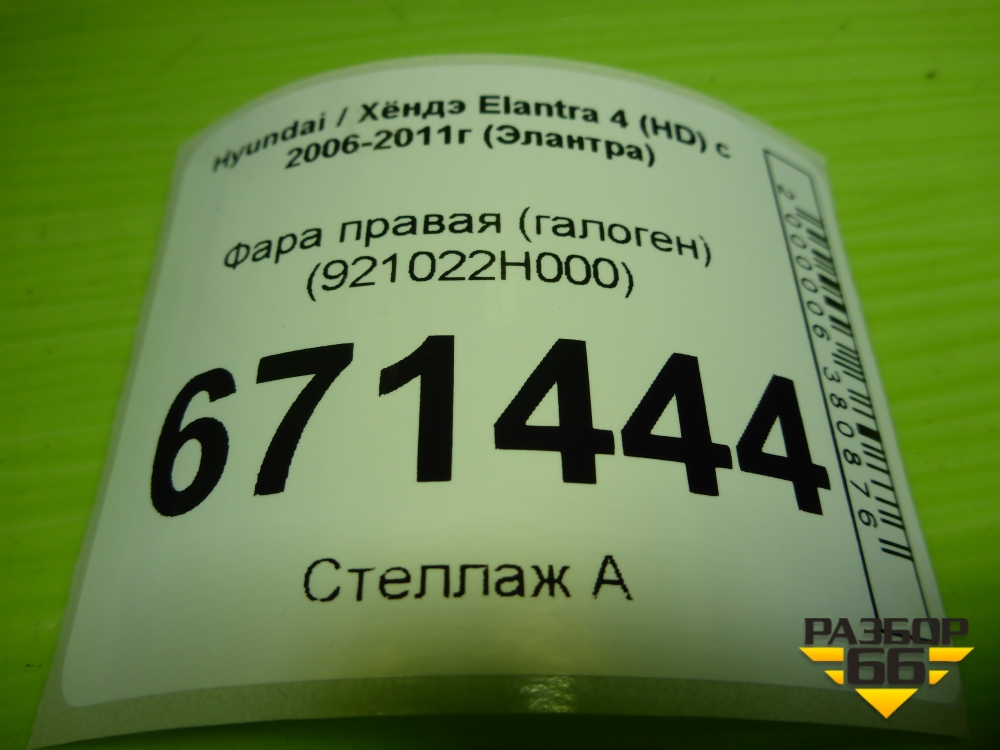 Hyundai / Хёндэ Elantra 4 (HD) с
2006-2011г (Элантра)
Фара правая (галоген)
(921022H000)
671444
Стеллаж А
2000006380876
РАЗБОР
66